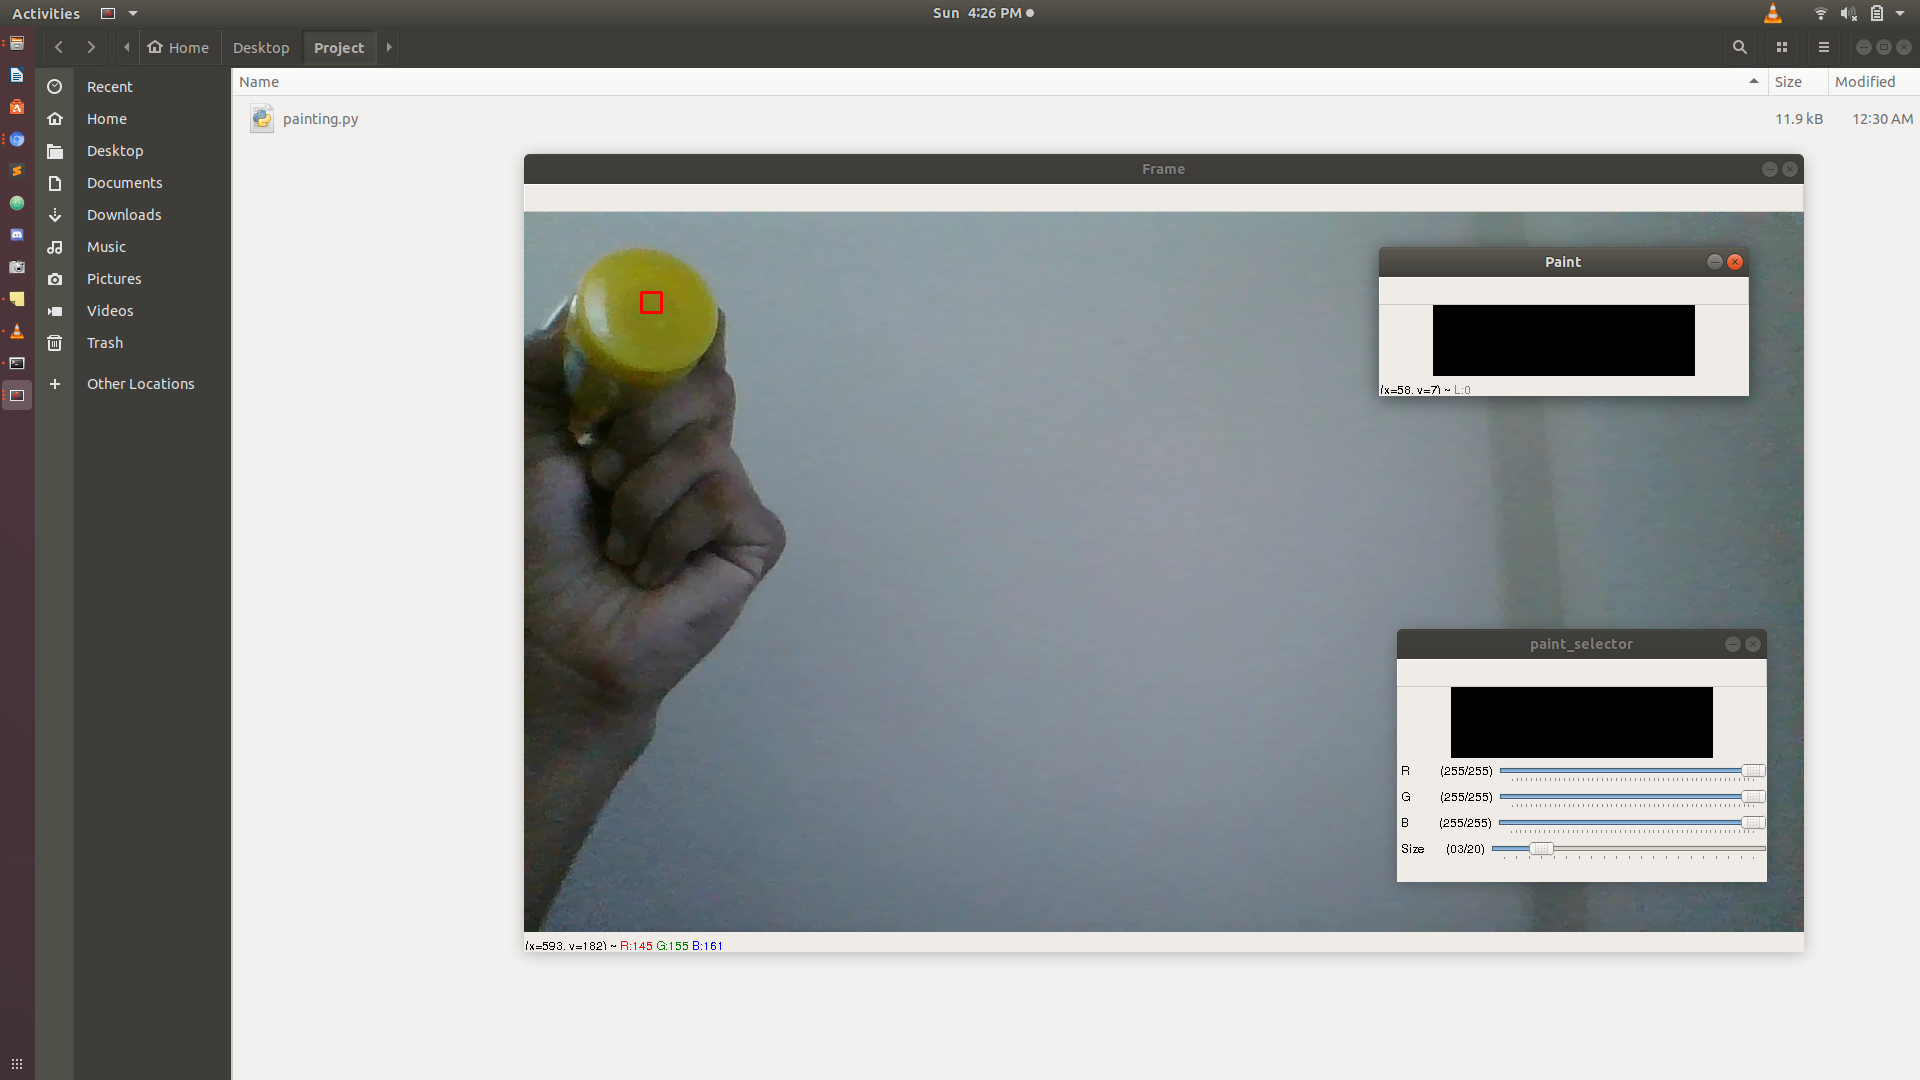 Activities
Sun 4:26 PM
Home Desktop Project
Recent
Home
Desktop
Documents
Downloads
Music
Pictures
Videos
Trash
+ Other Locations
Name Size Modified
painting.py 11.9 kB 12:30 AM
Frame
(x=593, y=182) ~ R:145 G:155 B:161
Paint
(x=58, y=7) ~ L:0
paint_selector
R (255/255)
G (255/255)
B (255/255)
Size (03/20)